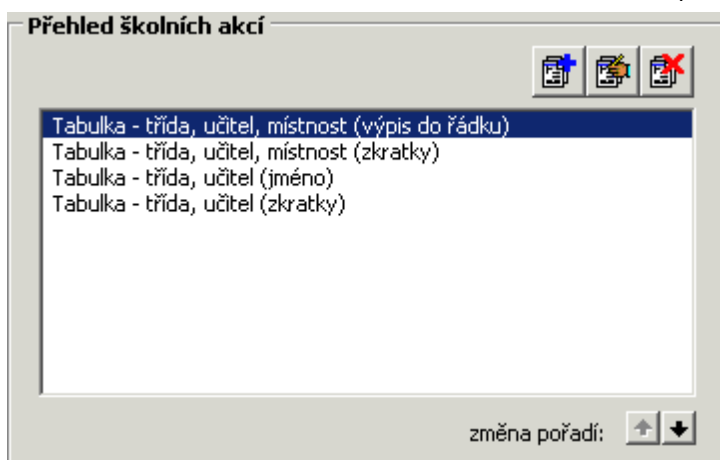 Přehled školních akcí
Tabulka - třída, učitel, místnost (výpis do řádku)
Tabulka - třída, učitel, místnost (zkratky)
Tabulka - třída, učitel (jméno)
Tabulka - třída, učitel (zkratky)
změna pořadí: